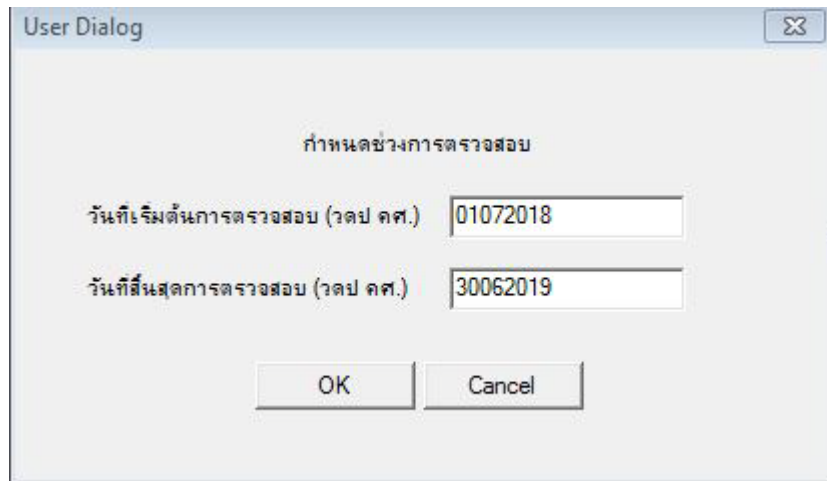 User Dialog
กำหนดช่วงการตรวจสอบ
วันที่เริ่มต้นการตรวจสอบ (วดป คศ.) 01072018
วันที่สิ้นสุดการตรวจสอบ (วดป คศ.) 30062019
OK Cancel